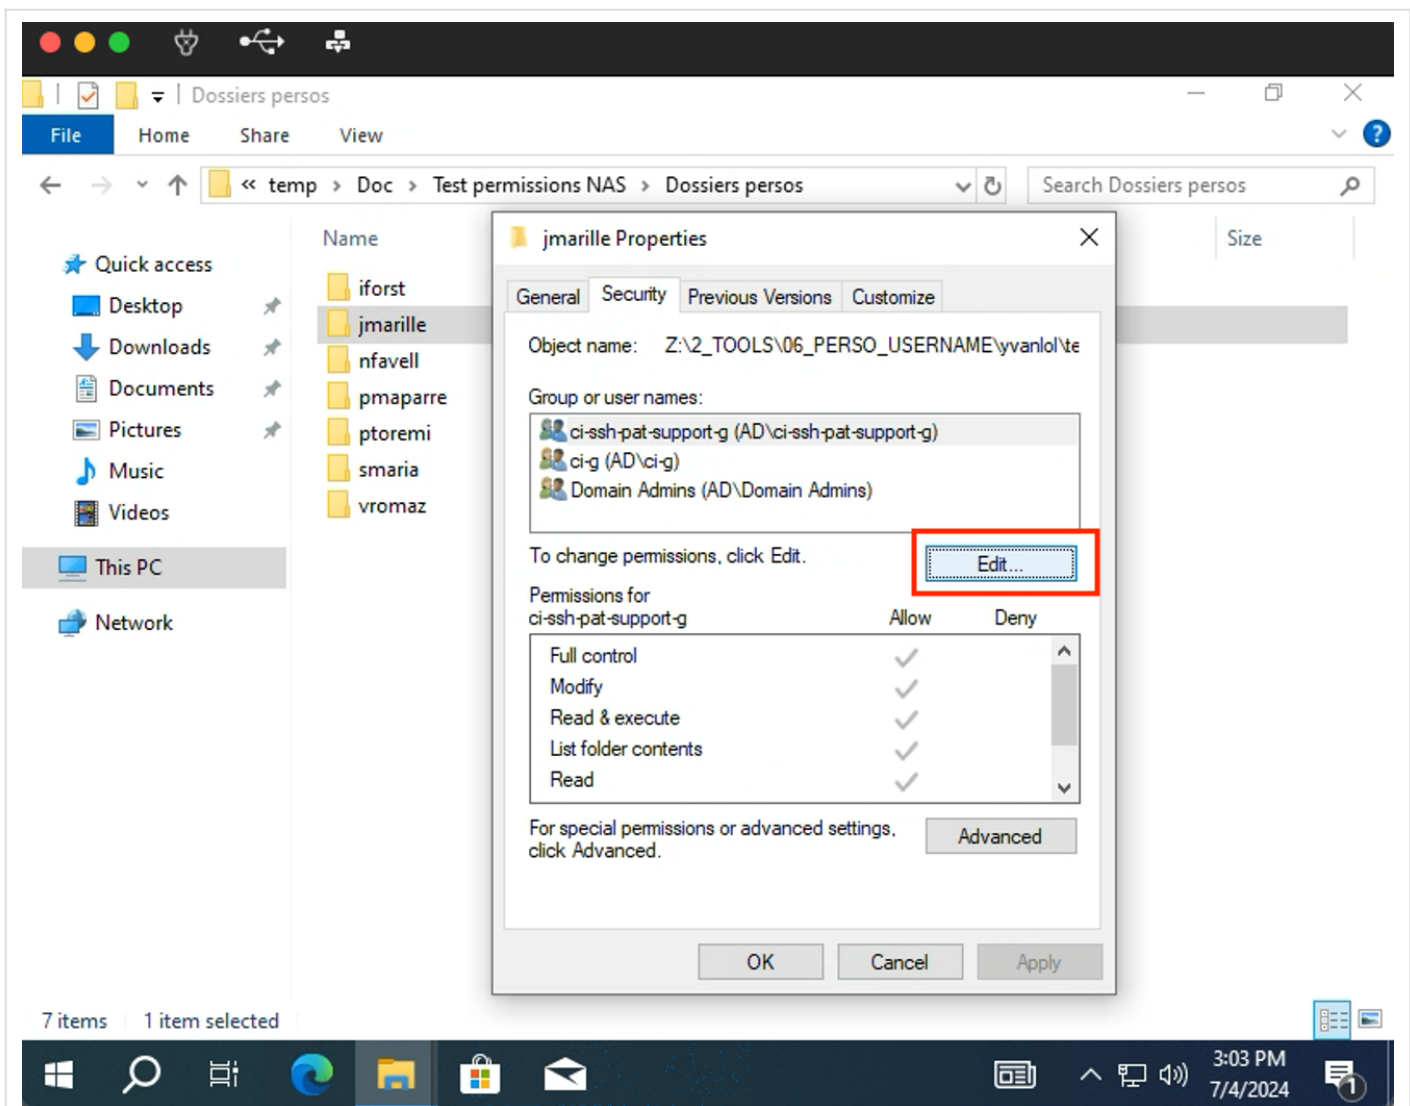 Dossiers persos
File Home Share View
« temp › Doc › Test permissions NAS › Dossiers persos
Search Dossiers persos
Name
Size
Quick access
Desktop
Downloads
Documents
Pictures
Music
Videos
This PC
Network
iforst
jmarille
nfavell
pmaparre
ptoremi
smaria
vromaz
jmarille Properties
General Security Previous Versions Customize
Object name: Z:\2_TOOLS\06_PERSO_USERNAME\yvanlol\te
Group or user names:
ci-ssh-pat-support-g (AD\ci-ssh-pat-support-g)
ci-g (AD\ci-g)
Domain Admins (AD\Domain Admins)
To change permissions, click Edit.
Edit...
Permissions for
ci-ssh-pat-support-g
Allow Deny
Full control
Modify
Read & execute
List folder contents
Read
For special permissions or advanced settings,
click Advanced.
Advanced
OK Cancel Apply
7 items 1 item selected
3:03 PM
7/4/2024
1